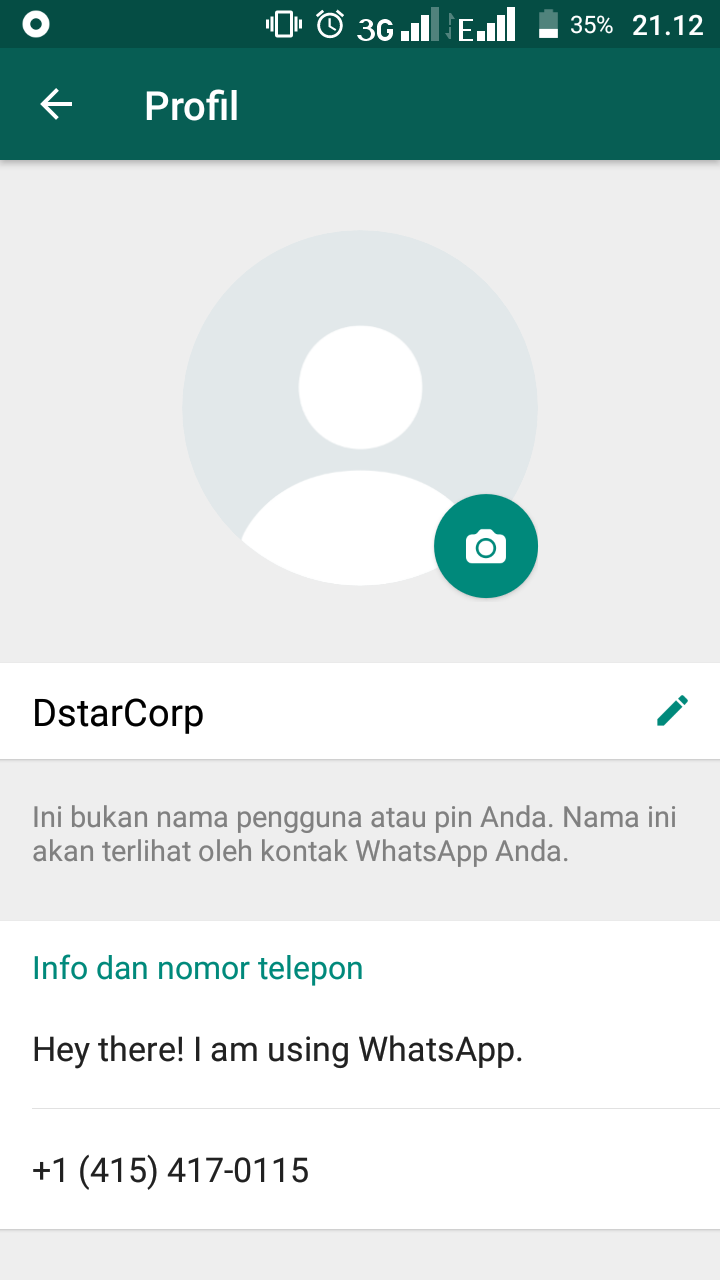 3G E 35% 21.12
Profil
DstarCorp
Ini bukan nama pengguna atau pin Anda. Nama ini
akan terlihat oleh kontak WhatsApp Anda.
Info dan nomor telepon
Hey there! I am using WhatsApp.
+1 (415) 417-0115